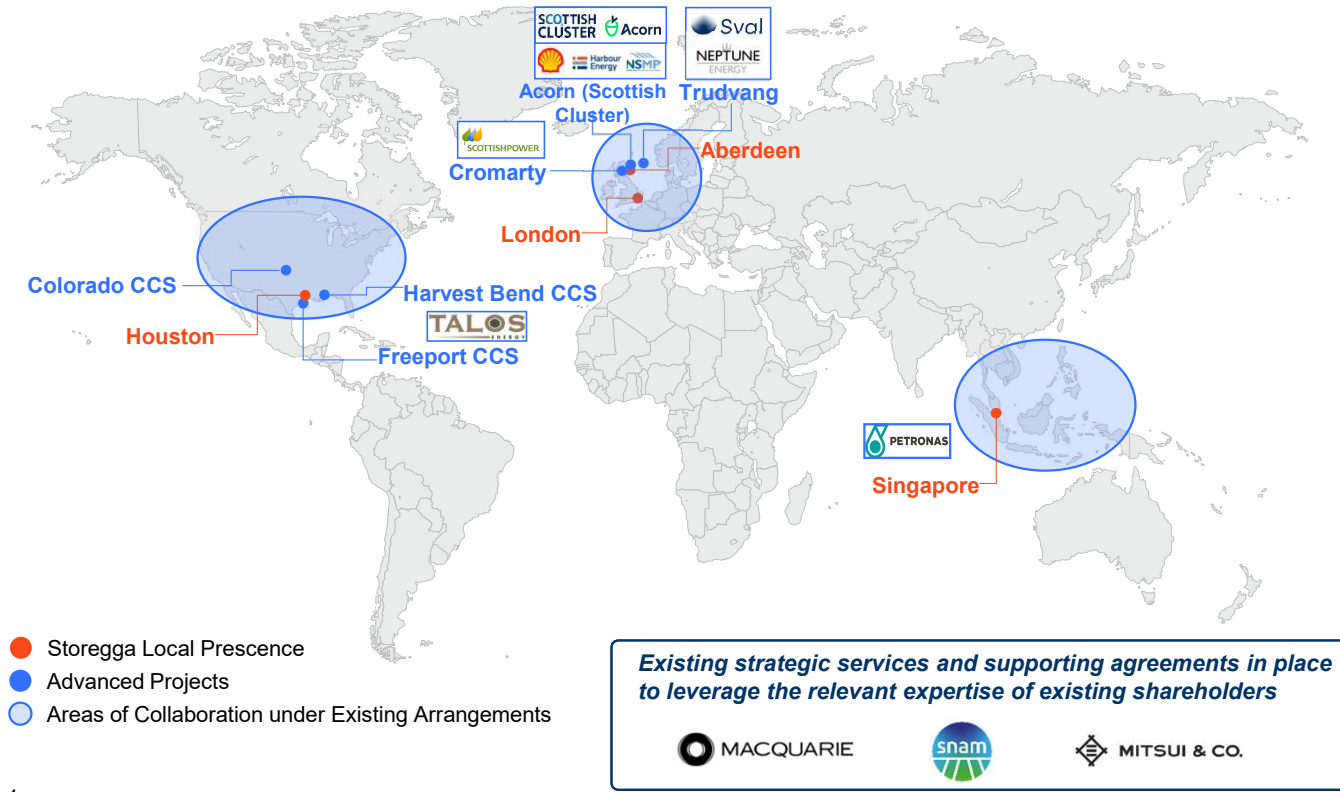 SCOTTISH
CLUSTER
Acorn
Harbour
Energy
NSMP
Sval
NEPTUNE
ENERGY
Acorn (Scottish
Cluster)
Trudvang
SCOTTISHPOWER
Aberdeen
Cromarty
London
Colorado CCS
Harvest Bend CCS
Houston
TALOS
ENERGY
Freeport CCS
PETRONAS
Singapore
Storegga Local Prescence
Advanced Projects
Areas of Collaboration under Existing Arrangements
Existing strategic services and supporting agreements in place
to leverage the relevant expertise of existing shareholders
MACQUARIE
snam
MITSUI & CO.